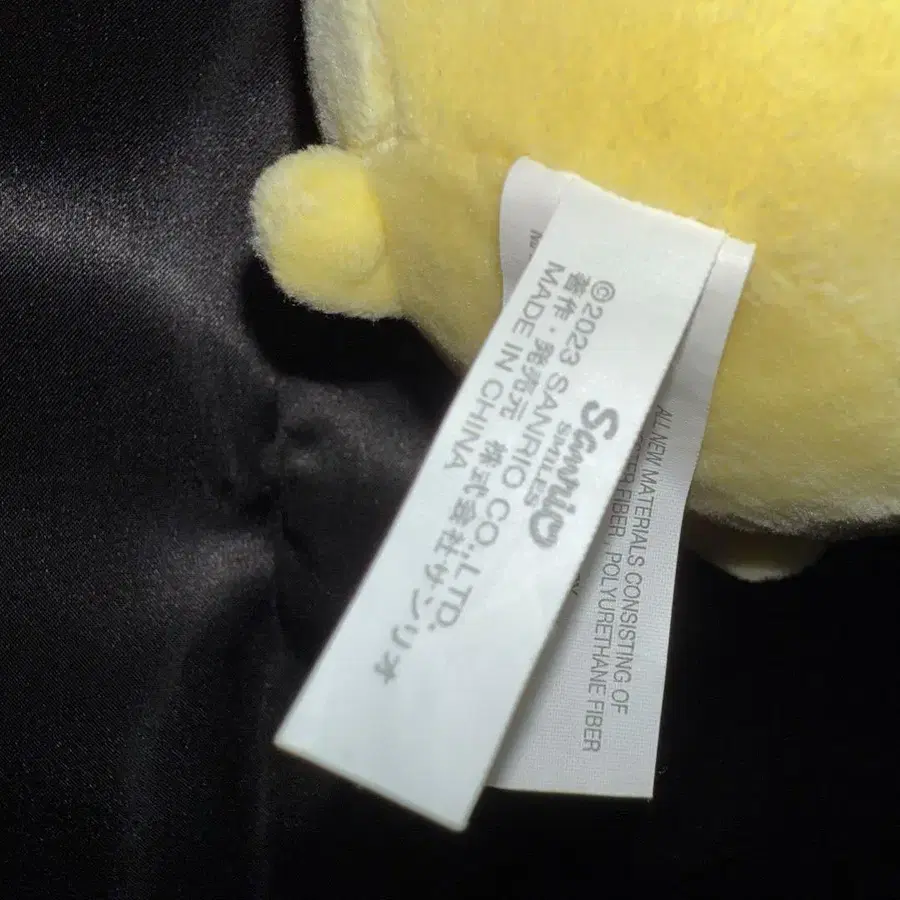 Sanrio
SMILES
©2023 SANRIO CO., LTD.
著作・発売元 株式会社サンリオ
MADE IN CHINA
ALL NEW MATERIALS CONSISTING OF
FIBER, POLYURETHANE FIBER